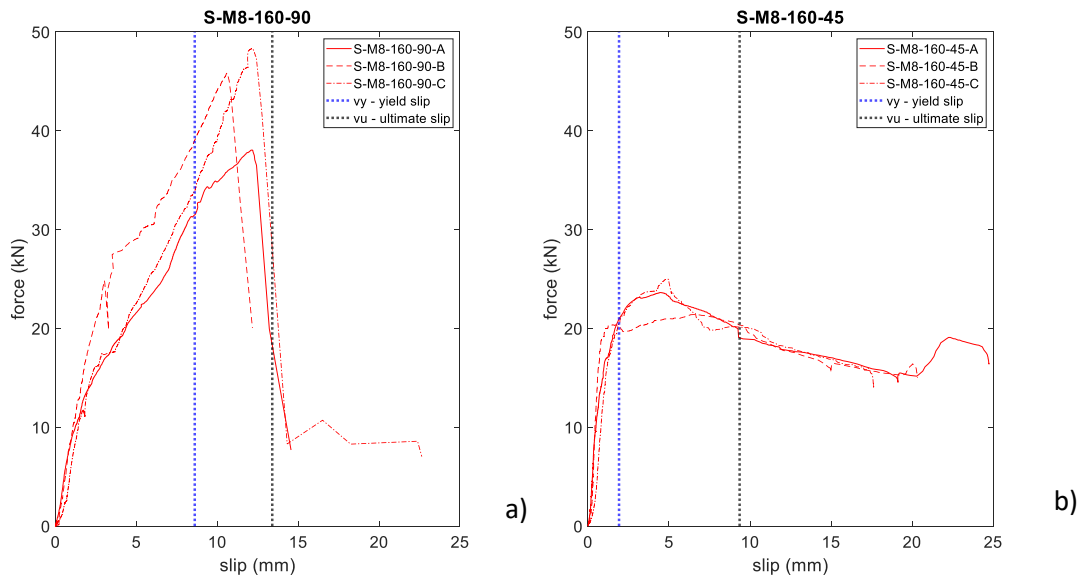 S-M8-160-90
50
40
30
20
10
0
0
5
10
15
20
25
force (kN)
slip (mm)
S-M8-160-90-A
S-M8-160-90-B
S-M8-160-90-C
vy - yield slip
vu - ultimate slip
a)
S-M8-160-45
50
40
30
20
10
0
0
5
10
15
20
25
force (kN)
slip (mm)
S-M8-160-45-A
S-M8-160-45-B
S-M8-160-45-C
vy - yield slip
vu - ultimate slip
b)